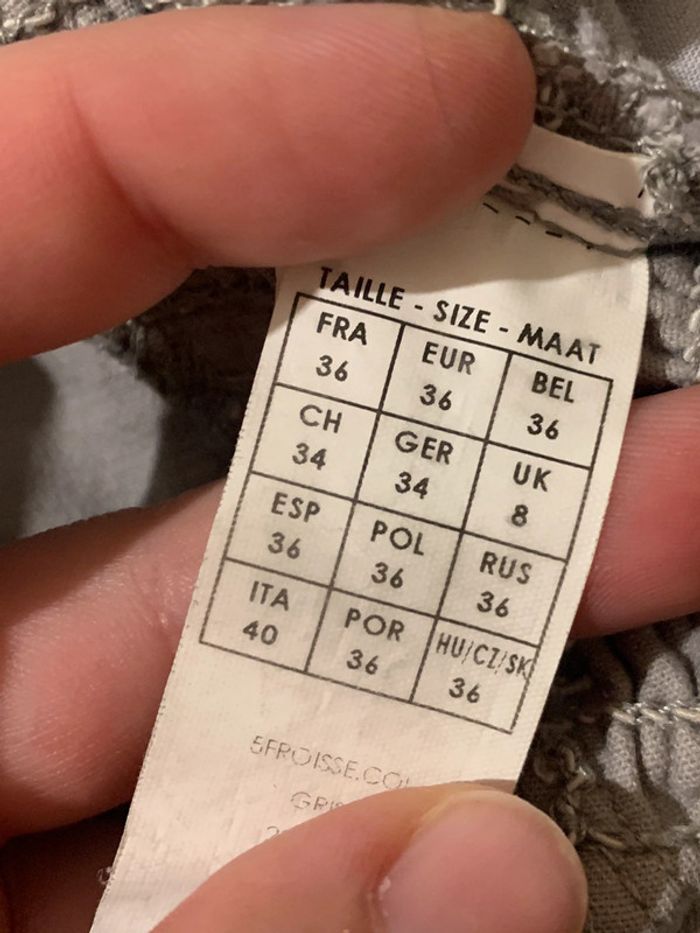 TAILLE - SIZE - MAAT
FRA EUR BEL
36 36 36
CH GER UK
34 34 8
ESP POL RUS
36 36 36
ITA POR HU/CZ/SK
40 36 36